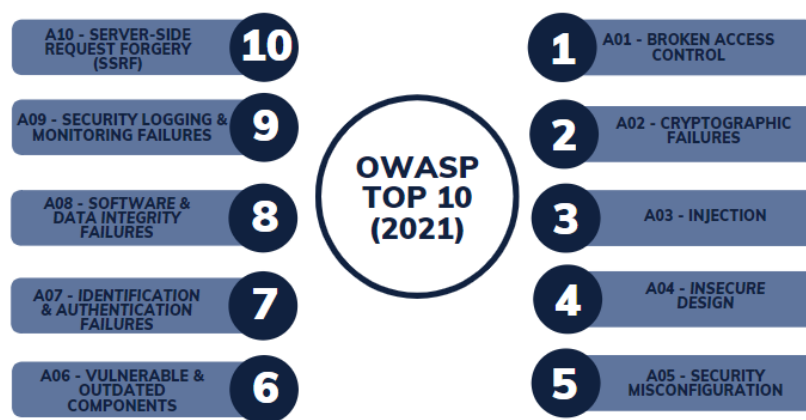 OWASP
TOP 10
(2021)
1
A01 - BROKEN ACCESS
CONTROL
2
A02 - CRYPTOGRAPHIC
FAILURES
3
A03 - INJECTION
4
A04 - INSECURE
DESIGN
5
A05 - SECURITY
MISCONFIGURATION
6
A06 - VULNERABLE &
OUTDATED
COMPONENTS
7
A07 - IDENTIFICATION
& AUTHENTICATION
FAILURES
8
A08 - SOFTWARE &
DATA INTEGRITY
FAILURES
9
A09 - SECURITY LOGGING &
MONITORING FAILURES
10
A10 - SERVER-SIDE
REQUEST FORGERY
(SSRF)